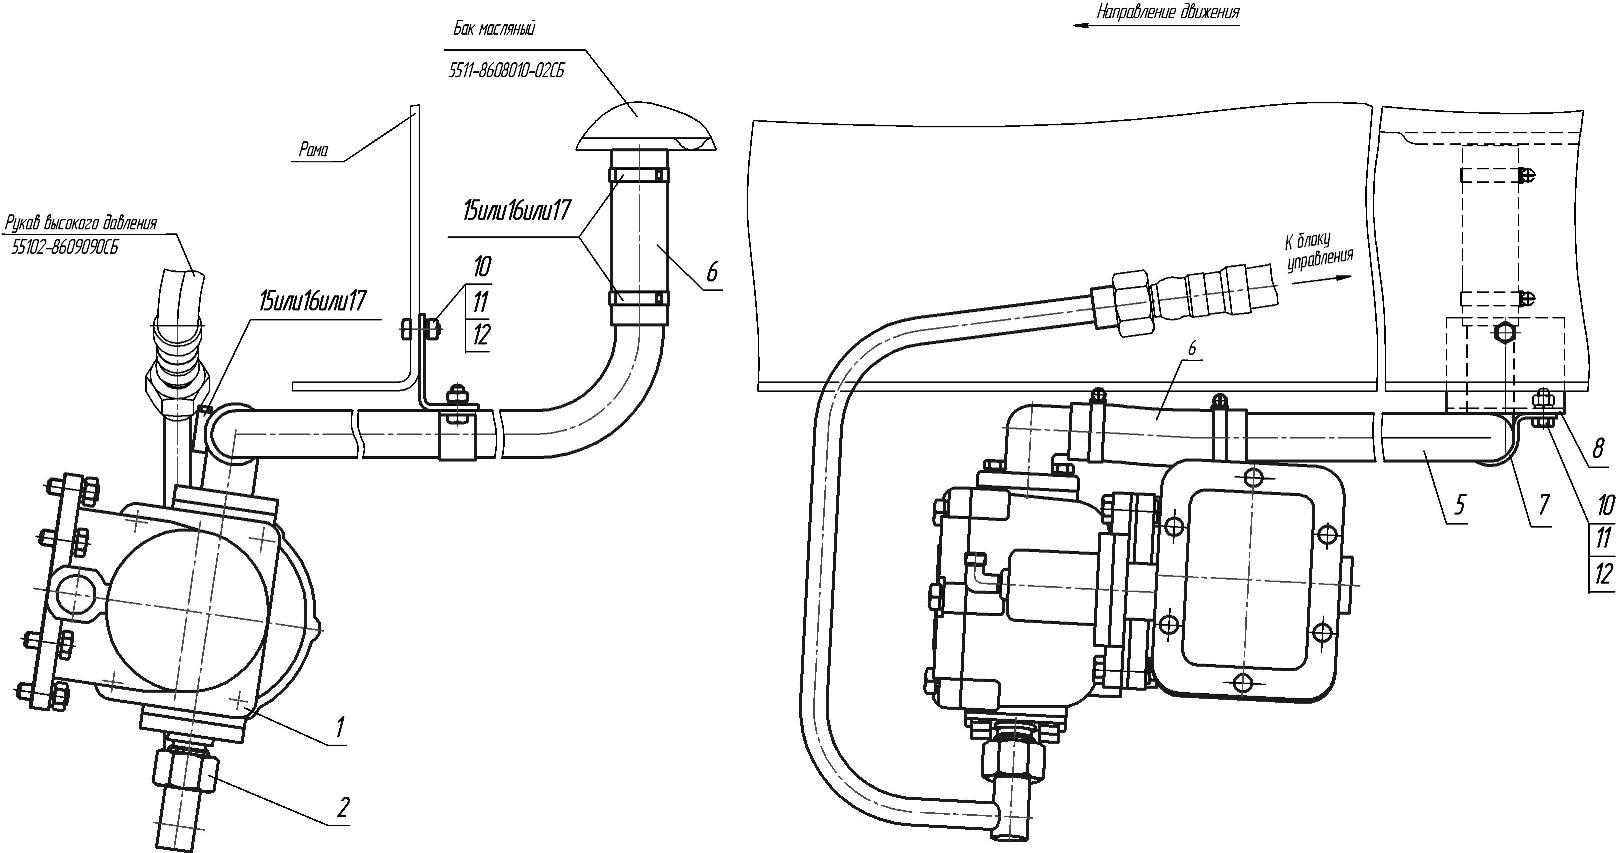 Направление движения
Бак масляный
5511-8608010-02СБ
Рама
Рукав высокого давления
55102-8609090СБ
15или16или17
15или16или17
6
10
11
12
К блоку
управления
6
8
5
7
10
11
12
1
2